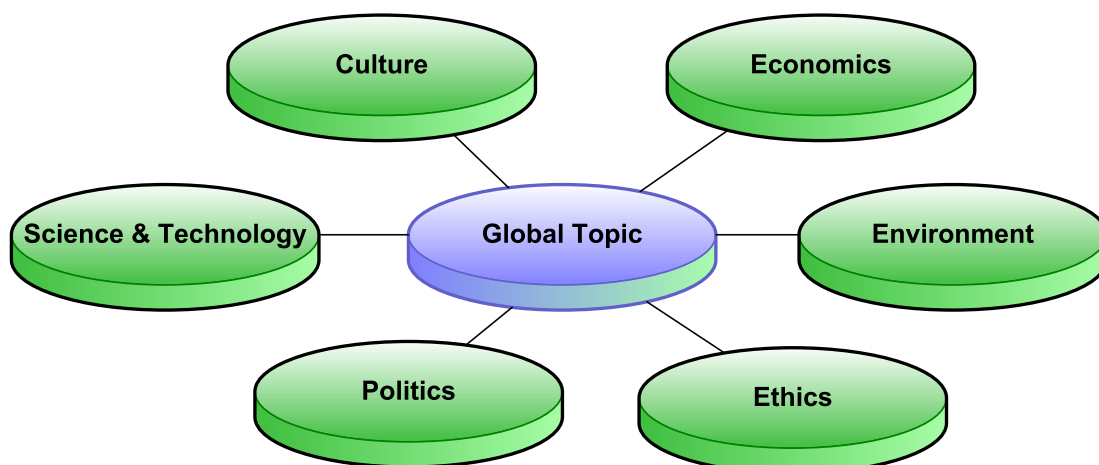 Culture
Economics
Science & Technology
Global Topic
Environment
Politics
Ethics